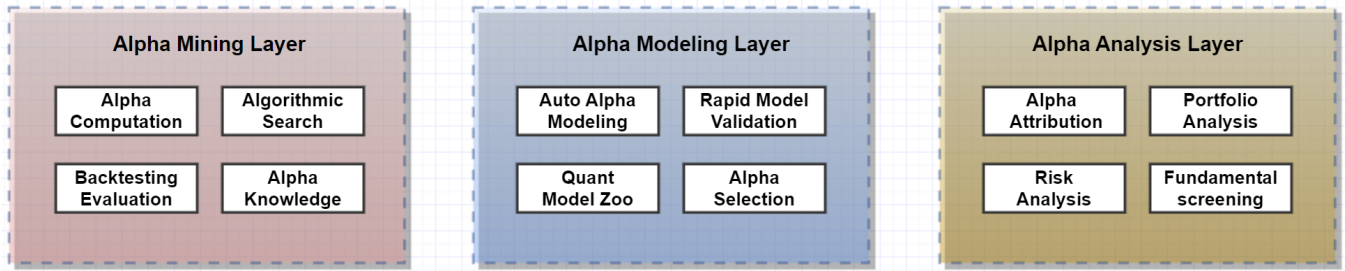 Alpha Mining Layer
Alpha
Computation
Algorithmic
Search
Backtesting
Evaluation
Alpha
Knowledge
Alpha Modeling Layer
Auto Alpha
Modeling
Rapid Model
Validation
Quant
Model Zoo
Alpha
Selection
Alpha Analysis Layer
Alpha
Attribution
Portfolio
Analysis
Risk
Analysis
Fundamental
screening